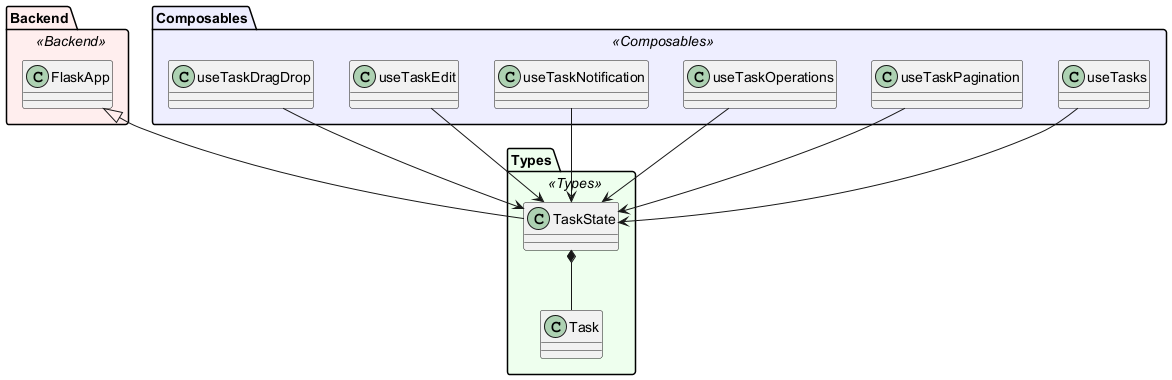 Backend
«Backend»
C FlaskApp
Composables
«Composables»
C useTaskDragDrop
C useTaskEdit
C useTaskNotification
C useTaskOperations
C useTaskPagination
C useTasks
Types
«Types»
C TaskState
C Task